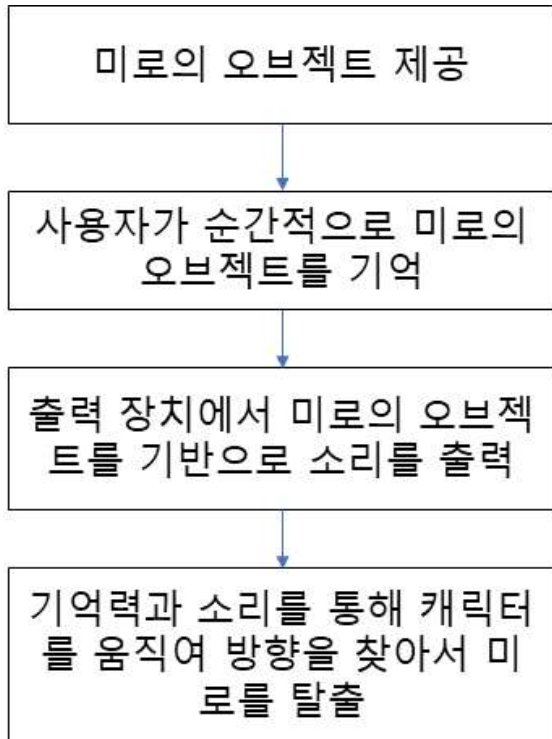 미로의 오브젝트 제공
사용자가 순간적으로 미로의
오브젝트를 기억
출력 장치에서 미로의 오브젝
트를 기반으로 소리를 출력
기억력과 소리를 통해 캐릭터
를 움직여 방향을 찾아서 미
로를 탈출